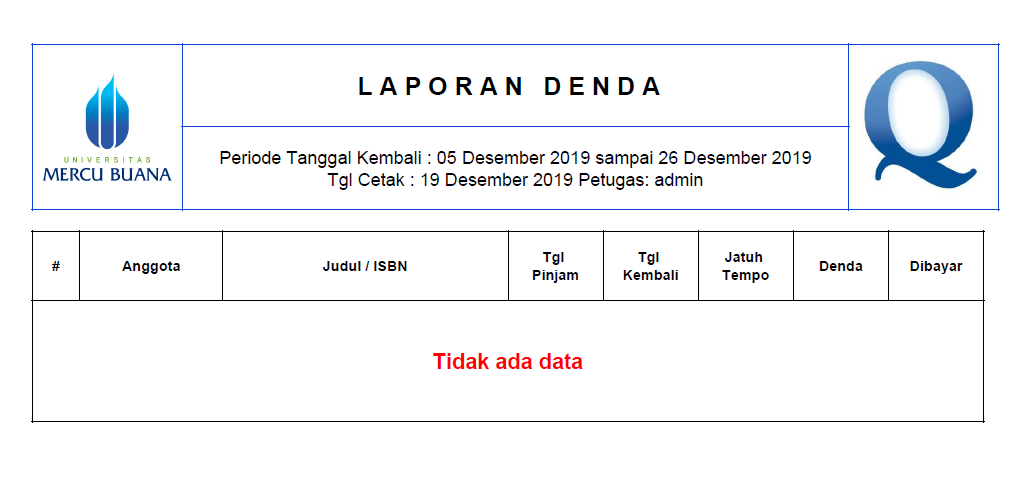 LAPORAN DENDA
UNIVERSITAS
MERCU BUANA
Periode Tanggal Kembali : 05 Desember 2019 sampai 26 Desember 2019
Tgl Cetak : 19 Desember 2019 Petugas: admin
Q
# Anggota Judul / ISBN Tgl Pinjam Tgl Kembali Jatuh Tempo Denda Dibayar
Tidak ada data